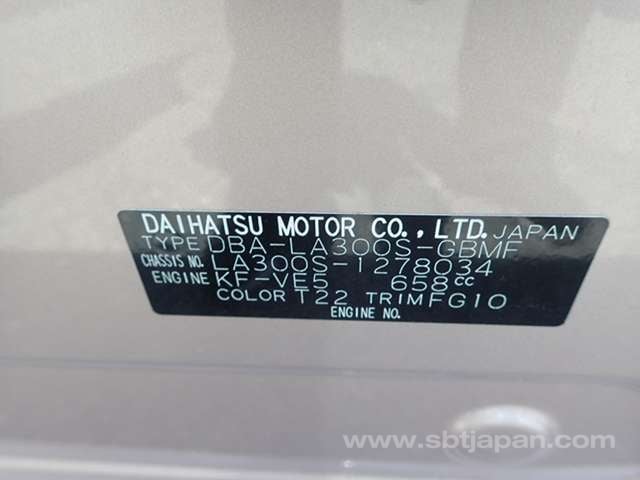 DAIHATSU MOTOR CO., LTD. JAPAN
TYPE DBA-LA300S-GBMF
CHASSIS NO. LA300S-1278034
ENGINE KF-VE5 658cc
COLOR T22 TRIM FG10
ENGINE NO.
www.sbtjapan.com